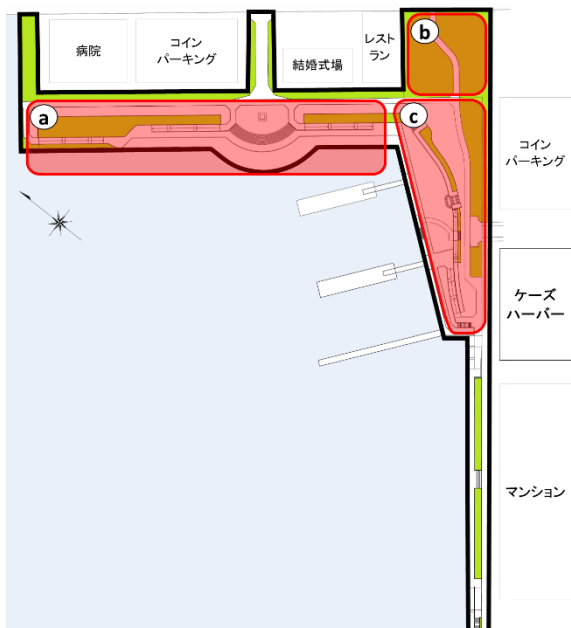 病院
コイン
パーキング
結婚式場
レスト
ラン
b
a
c
コイン
パーキング
ケーズ
ハーバー
マンション